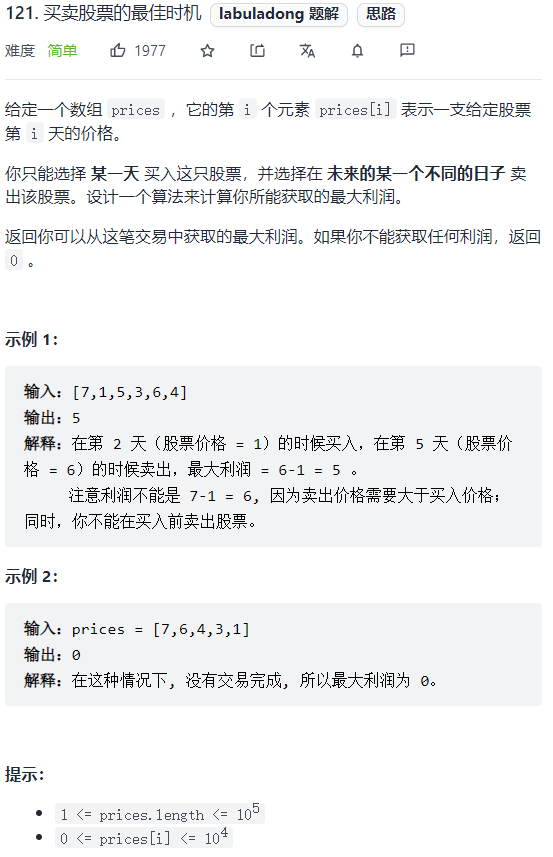 121. 买卖股票的最佳时机 labuladong 题解 思路
难度 简单 1977
给定一个数组 prices ，它的第 i 个元素 prices[i] 表示一支给定股票
第 i 天的价格。
你只能选择 某一天 买入这只股票，并选择在 未来的某一个不同的日子 卖
出该股票。设计一个算法来计算你所能获取的最大利润。
返回你可以从这笔交易中获取的最大利润。如果你不能获取任何利润，返回
0 。
示例 1：
输入：[7,1,5,3,6,4]
输出：5
解释：在第 2 天（股票价格 = 1）的时候买入，在第 5 天（股票价
格 = 6）的时候卖出，最大利润 = 6-1 = 5 。
注意利润不能是 7-1 = 6, 因为卖出价格需要大于买入价格；
同时，你不能在买入前卖出股票。
示例 2：
输入：prices = [7,6,4,3,1]
输出：0
解释：在这种情况下, 没有交易完成, 所以最大利润为 0。
提示：
• 1 <= prices.length <= 10⁵
• 0 <= prices[i] <= 10⁴